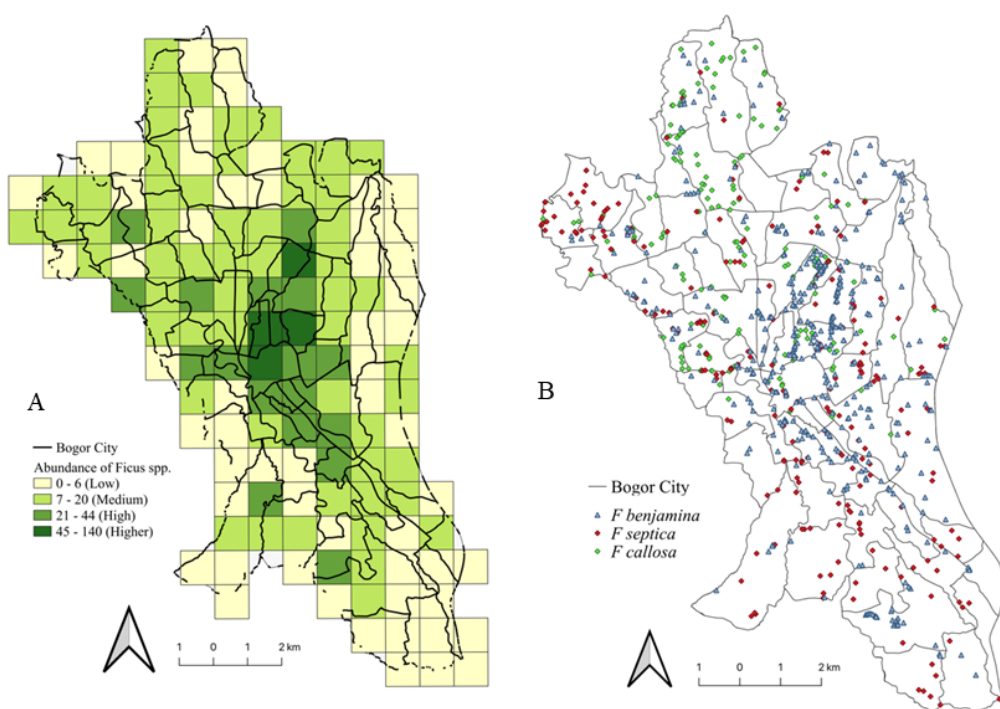 A
Bogor City
Abundance of Ficus spp.
0 - 6 (Low)
7 - 20 (Medium)
21 - 44 (High)
45 - 140 (Higher)
1 0 1 2 km
B
Bogor City
F benjamina
F septica
F callosa
1 0 1 2 km